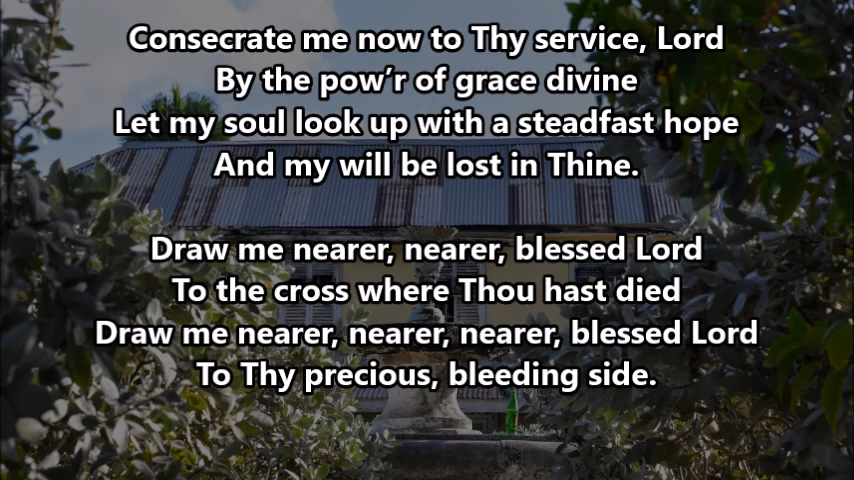 Consecrate me now to Thy service, Lord
By the pow’r of grace divine
Let my soul look up with a steadfast hope
And my will be lost in Thine.
Draw me nearer, nearer, blessed Lord
To the cross where Thou hast died
Draw me nearer, nearer, nearer, blessed Lord
To Thy precious, bleeding side.